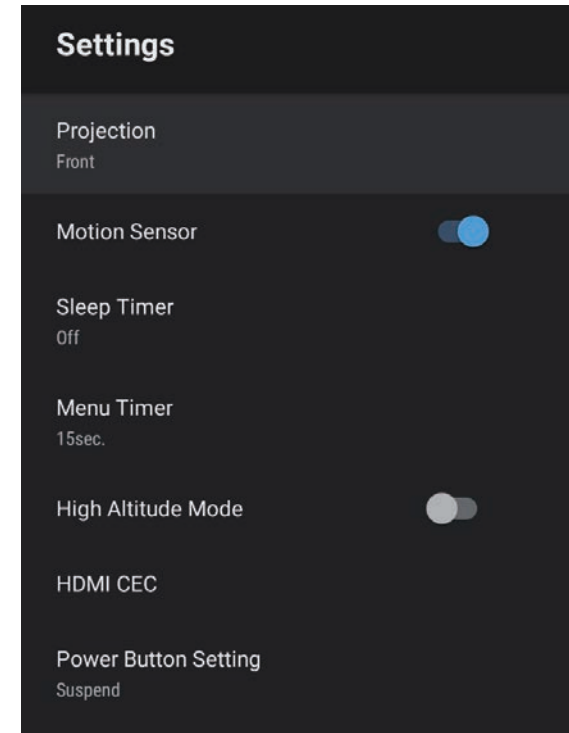 Settings
Projection
Front
Motion Sensor
Sleep Timer
Off
Menu Timer
15sec.
High Altitude Mode
HDMI CEC
Power Button Setting
Suspend